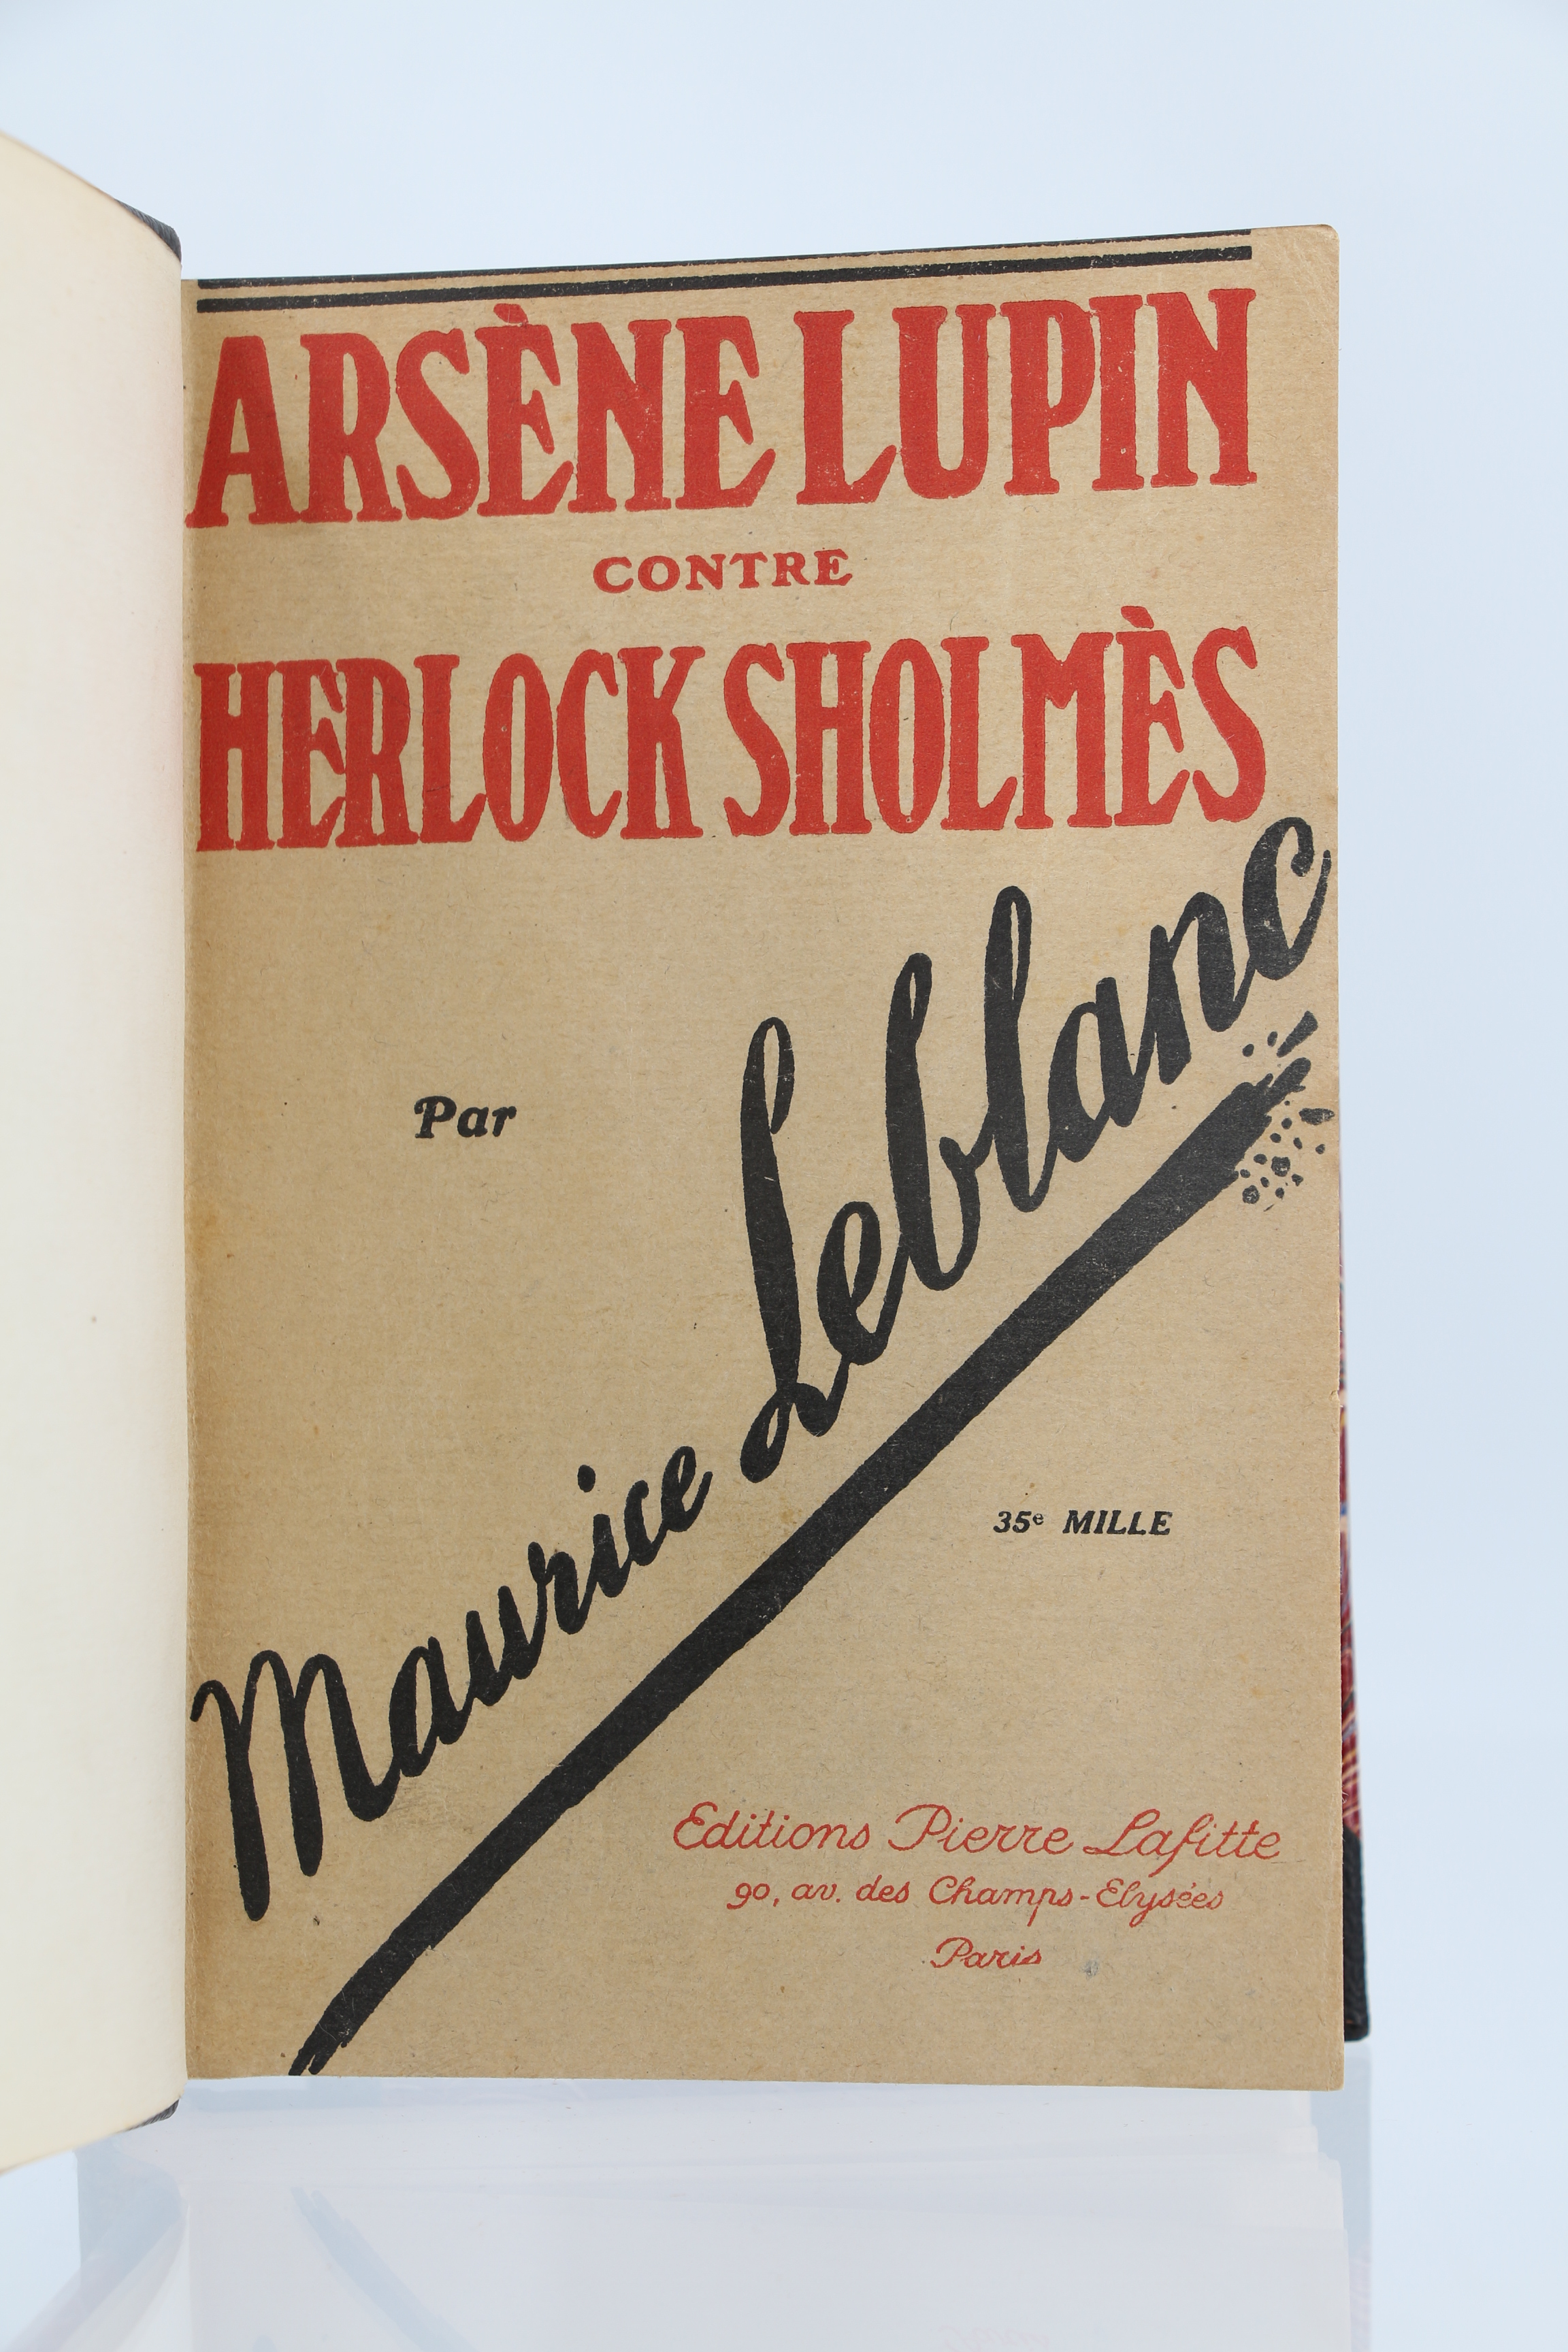 ARSÈNE LUPIN
CONTRE
HERLOCK SHOLMÈS
Par
Maurice Leblanc
35e MILLE
Editions Pierre Lafitte
90, av. des Champs-Elysées
Paris